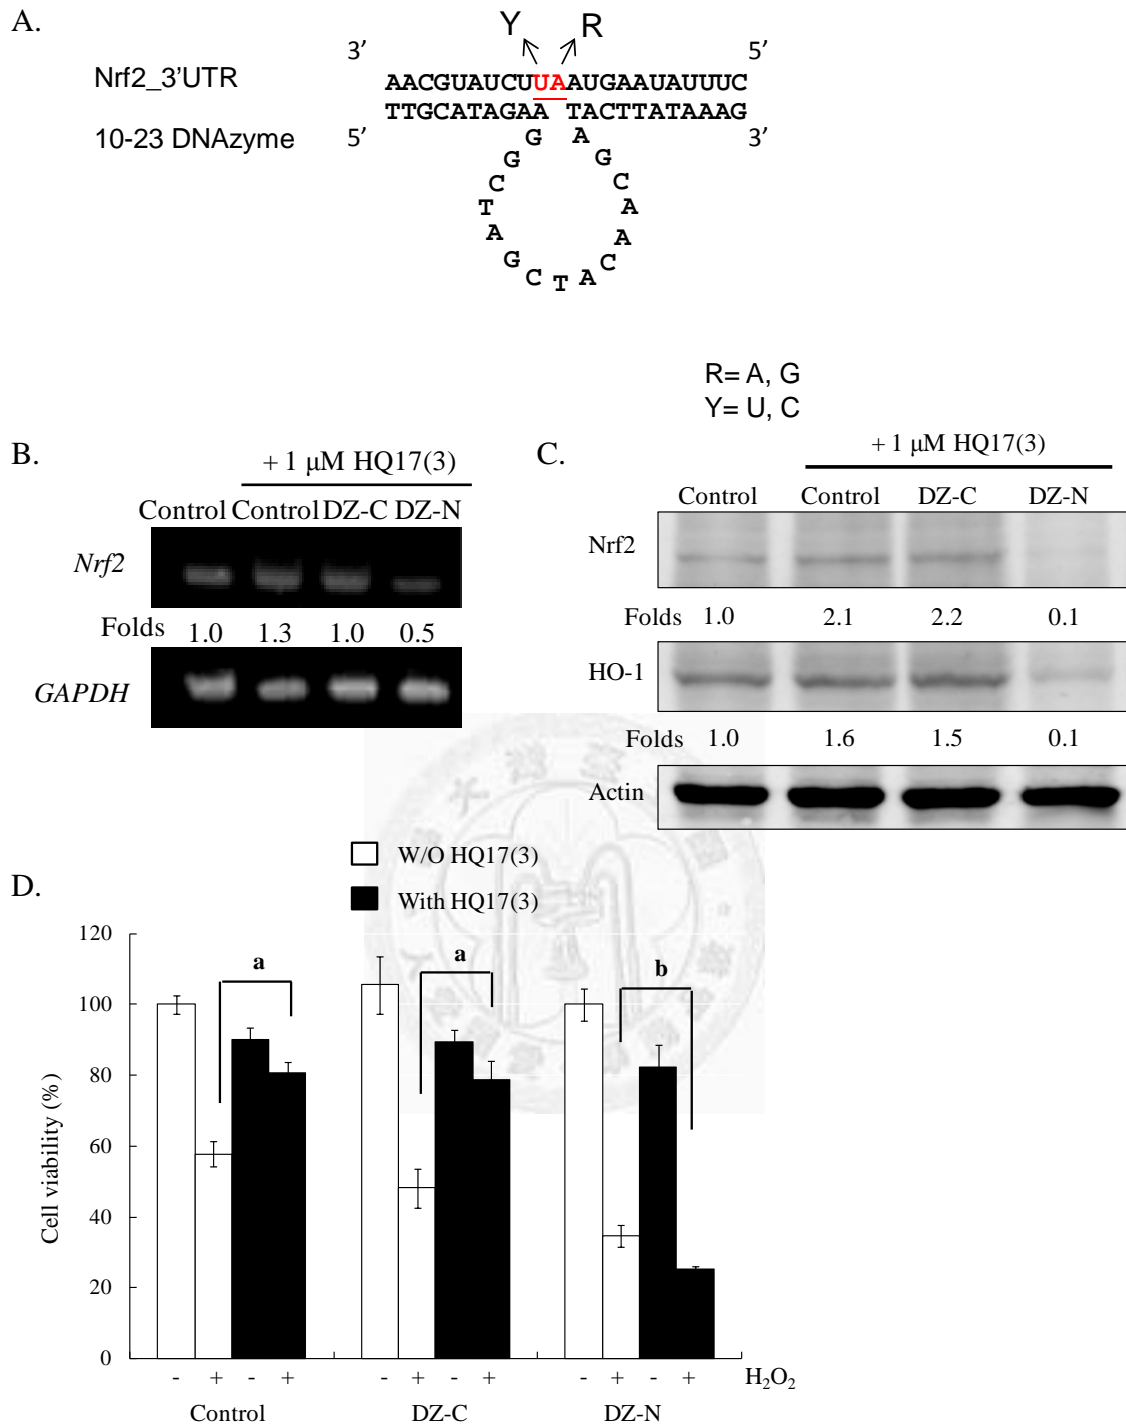 A.
Y R
3' 5'
Nrf2_3'UTR AACGUAUCUUAAUGAAUAUUUC
TTGCATAGAA TACTTATAAAG
10-23 DNAzyme 5' 3'
G A
G G
C C
T A
A A
G C
C T A
R= A, G
Y= U, C
B.
+ 1 μM HQ17(3)
Control Control DZ-C DZ-N
Nrf2
Folds 1.0 1.3 1.0 0.5
GAPDH
C.
+ 1 μM HQ17(3)
Control Control DZ-C DZ-N
Nrf2
Folds 1.0 2.1 2.2 0.1
HO-1
Folds 1.0 1.6 1.5 0.1
Actin
D.
W/O HQ17(3)
With HQ17(3)
Cell viability (%)
120
100
80
60
40
20
0
a a b
- + - + - + - + - + - + H₂O₂
Control DZ-C DZ-N